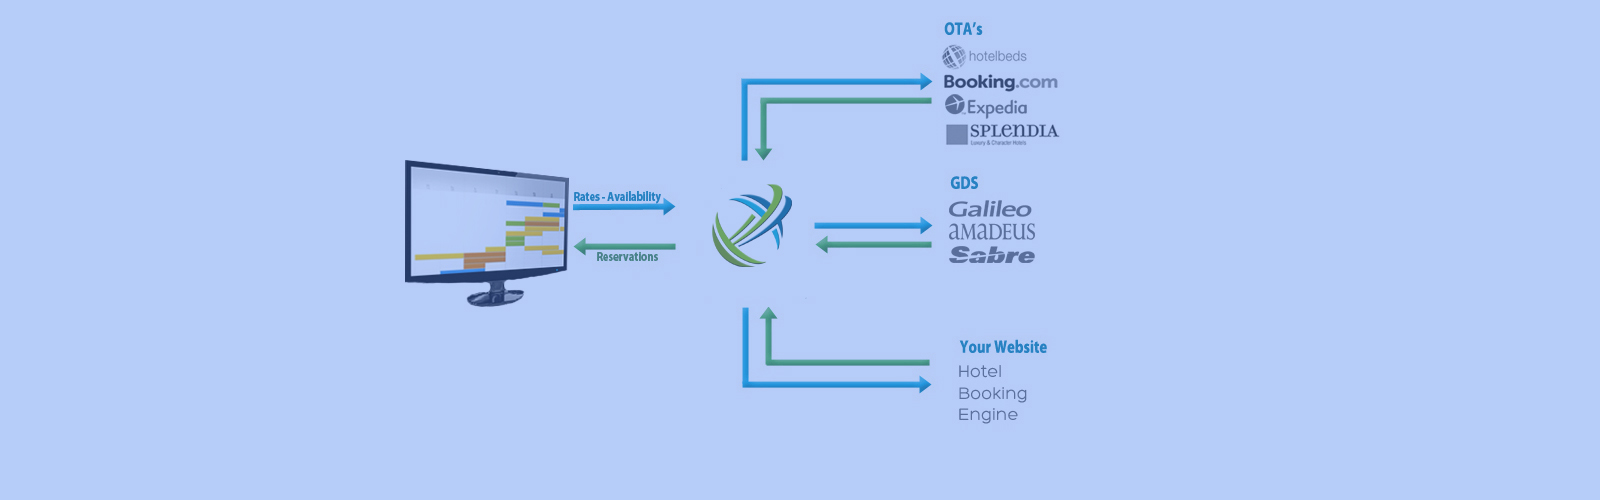 OTA's
hotelbeds
Booking.com
Expedia
SPLENDIA
Luxury & Character Hotels
Rates - Availability
Reservations
GDS
Galileo
AMADEUS
Sabre
Your Website
Hotel
Booking
Engine